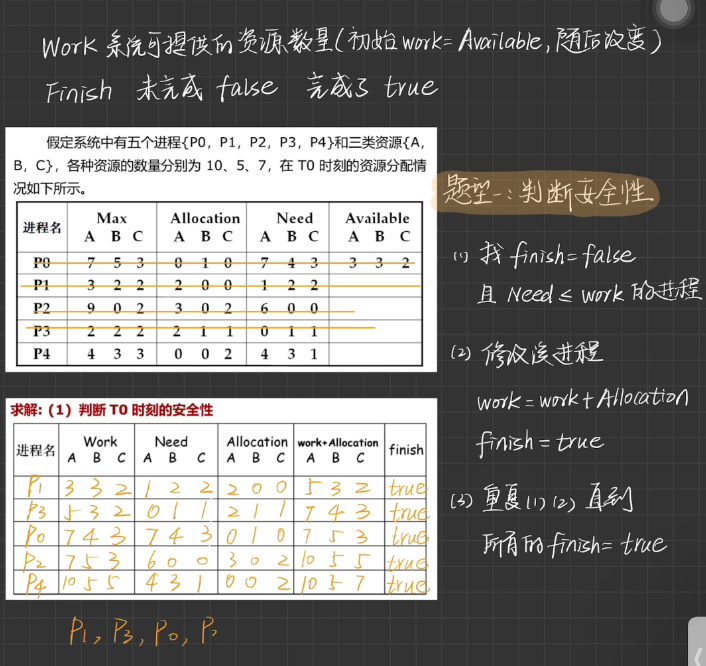 Work 系统可提供的资源数量(初始work=Available,随后改变)
Finish 未完成 false 完成了 true
假定系统中有五个进程{P0，P1，P2，P3，P4}和三类资源{A，
B，C}，各种资源的数量分别为 10、5、7，在 T0 时刻的资源分配情
况如下所示。
进程名 Max Allocation Need Available
A B C A B C A B C A B C
P0 7 5 3 0 1 0 7 4 3 3 3 2
P1 3 2 2 2 0 0 1 2 2
P2 9 0 2 3 0 2 6 0 0
P3 2 2 2 2 1 1 0 1 1
P4 4 3 3 0 0 2 4 3 1
题型一:判断安全性
(1) 找 finish=false
且 Need≤work 的进程
(2) 修改该进程
work=work+Allocation
finish=true
(3) 重复(1)(2) 直到
所有的finish=true
求解:（1）判断 T0 时刻的安全性
进程名 Work Need Allocation work+Allocation finish
A B C A B C A B C A B C
P1 3 3 2 1 2 2 2 0 0 5 3 2 true
P3 5 3 2 0 1 1 2 1 1 7 4 3 true
P0 7 4 3 7 4 3 0 1 0 7 5 3 true
P2 7 5 3 6 0 0 3 0 2 10 5 5 true
P4 10 5 5 4 3 1 0 0 2 10 5 7 true
P1, P3, P0, P